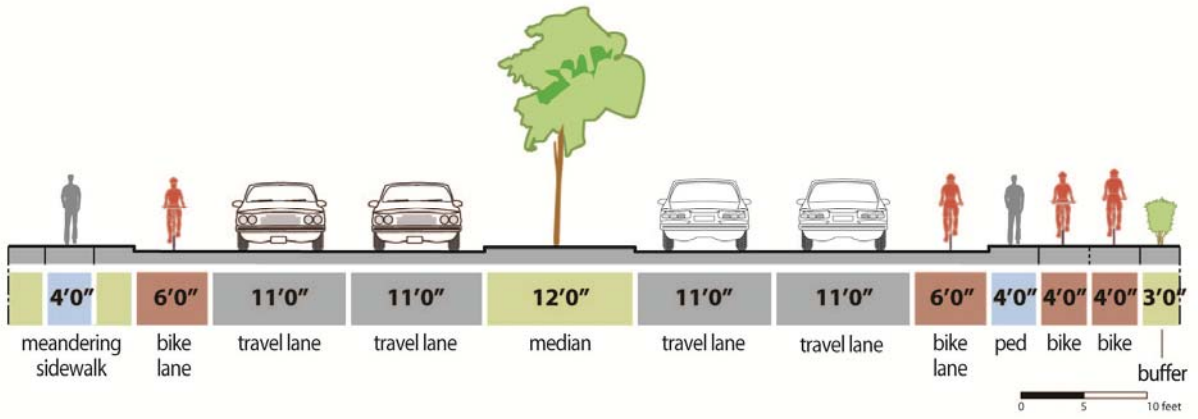 4’0” 6’0” 11’0” 11’0” 12’0” 11’0” 11’0” 6’0” 4’0” 4’0” 4’0” 3’0”
meandering sidewalk
bike lane
travel lane
travel lane
median
travel lane
travel lane
bike lane
ped
bike
bike
buffer
0 5 10 feet